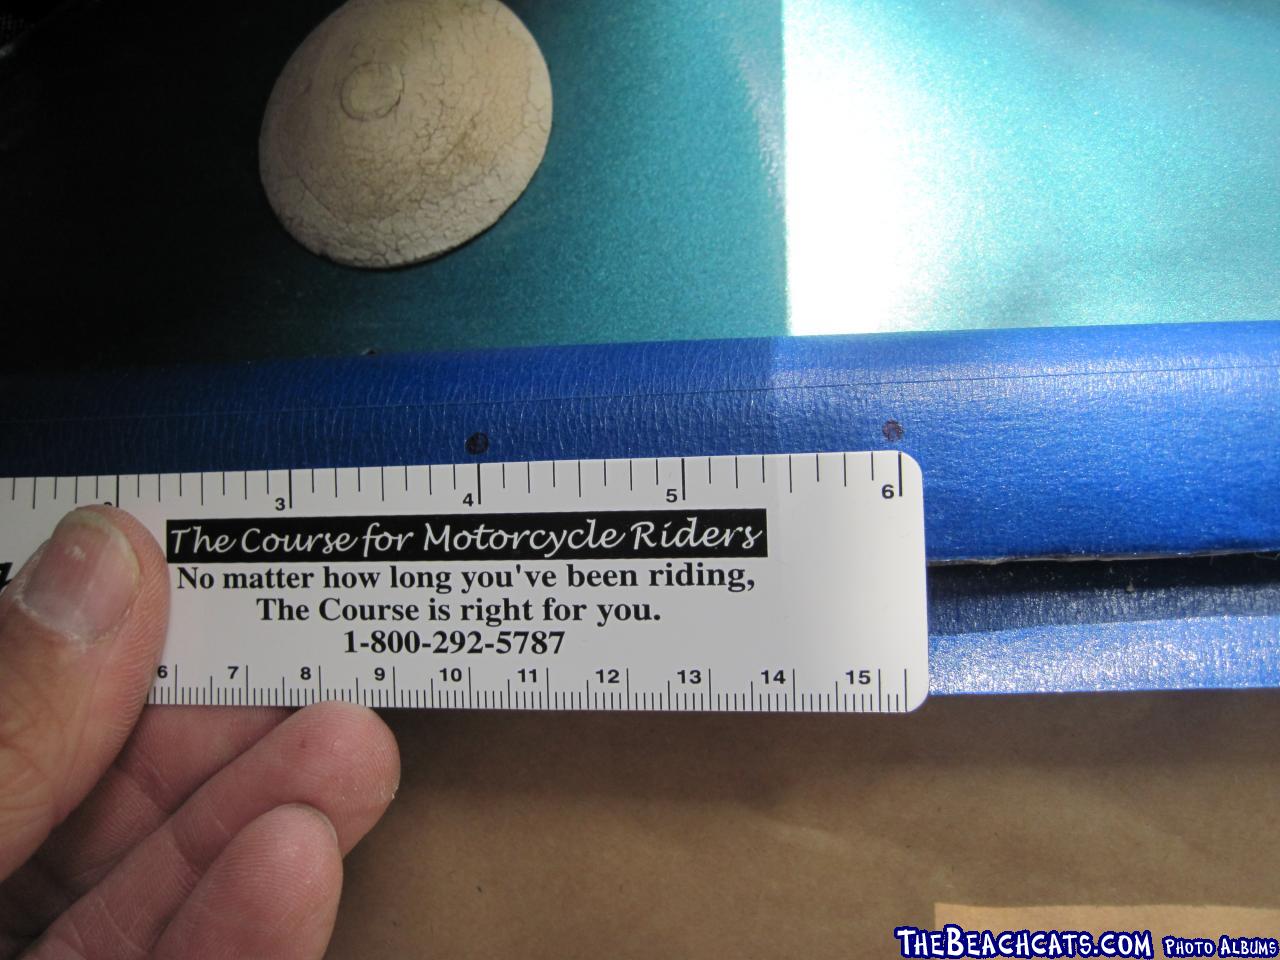 3 4 5 6
The Course for Motorcycle Riders
No matter how long you've been riding,
The Course is right for you.
1-800-292-5787
6 7 8 9 10 11 12 13 14 15
THEBEACHCATS.COM PHOTO ALBUMS